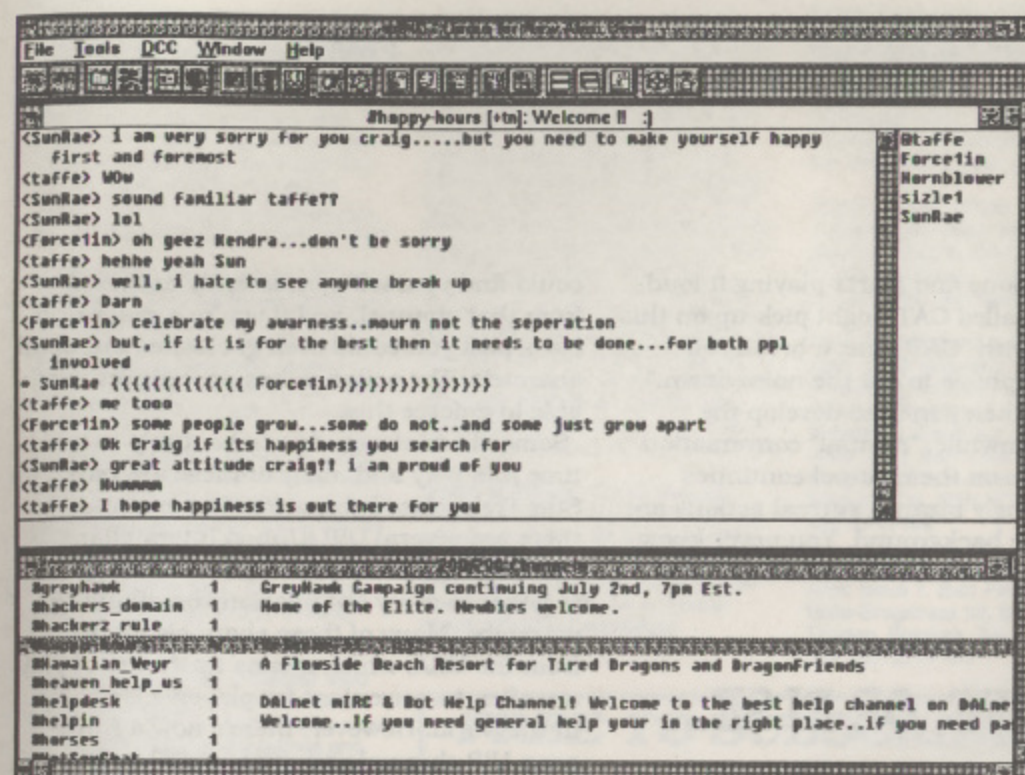 File Tools DCC Window Help
#happy-hours [+tn]: Welcome !! :)
<SunRae> i am very sorry for you craig.....but you need to make yourself happy
first and foremost
<taffe> WOw
<SunRae> sound familiar taffe??
<SunRae> lol
<Force1in> oh geez Kendra...don't be sorry
<taffe> hehhe yeah Sun
<SunRae> well, i hate to see anyone break up
<taffe> Darn
<Force1in> celebrate my awarness..mourn not the seperation
<SunRae> but, if it is for the best then it needs to be done...for both ppl
involved
* SunRae {{{{{{{{{{{{{{ Force1in}}}}}}}}}}}}}}}
<taffe> me tooo
<Force1in> some people grow...some do not..and some just grow apart
<taffe> Ok Craig if its happiness you search for
<SunRae> great attitude craig!! i am proud of you
<taffe> Hummmm
<taffe> I hope happiness is out there for you
@taffe
Force1in
Hornblower
sizle1
SunRae
Channels
#greyhawk 1 GreyHawk Campaign continuing July 2nd, 7pm Est.
#hackers_domain 1 Home of the Elite. Newbies welcome.
#hackerz_rule 1
#Hawaiian_Weyr 1 A Flowside Beach Resort for Tired Dragons and DragonFriends
#heaven_help_us 1
#helpdesk 1 DALnet mIRC & Bot Help Channel! Welcome to the best help channel on DALne
#helpin 1 Welcome..If you need general help your in the right place..if you need pa
#horses 1